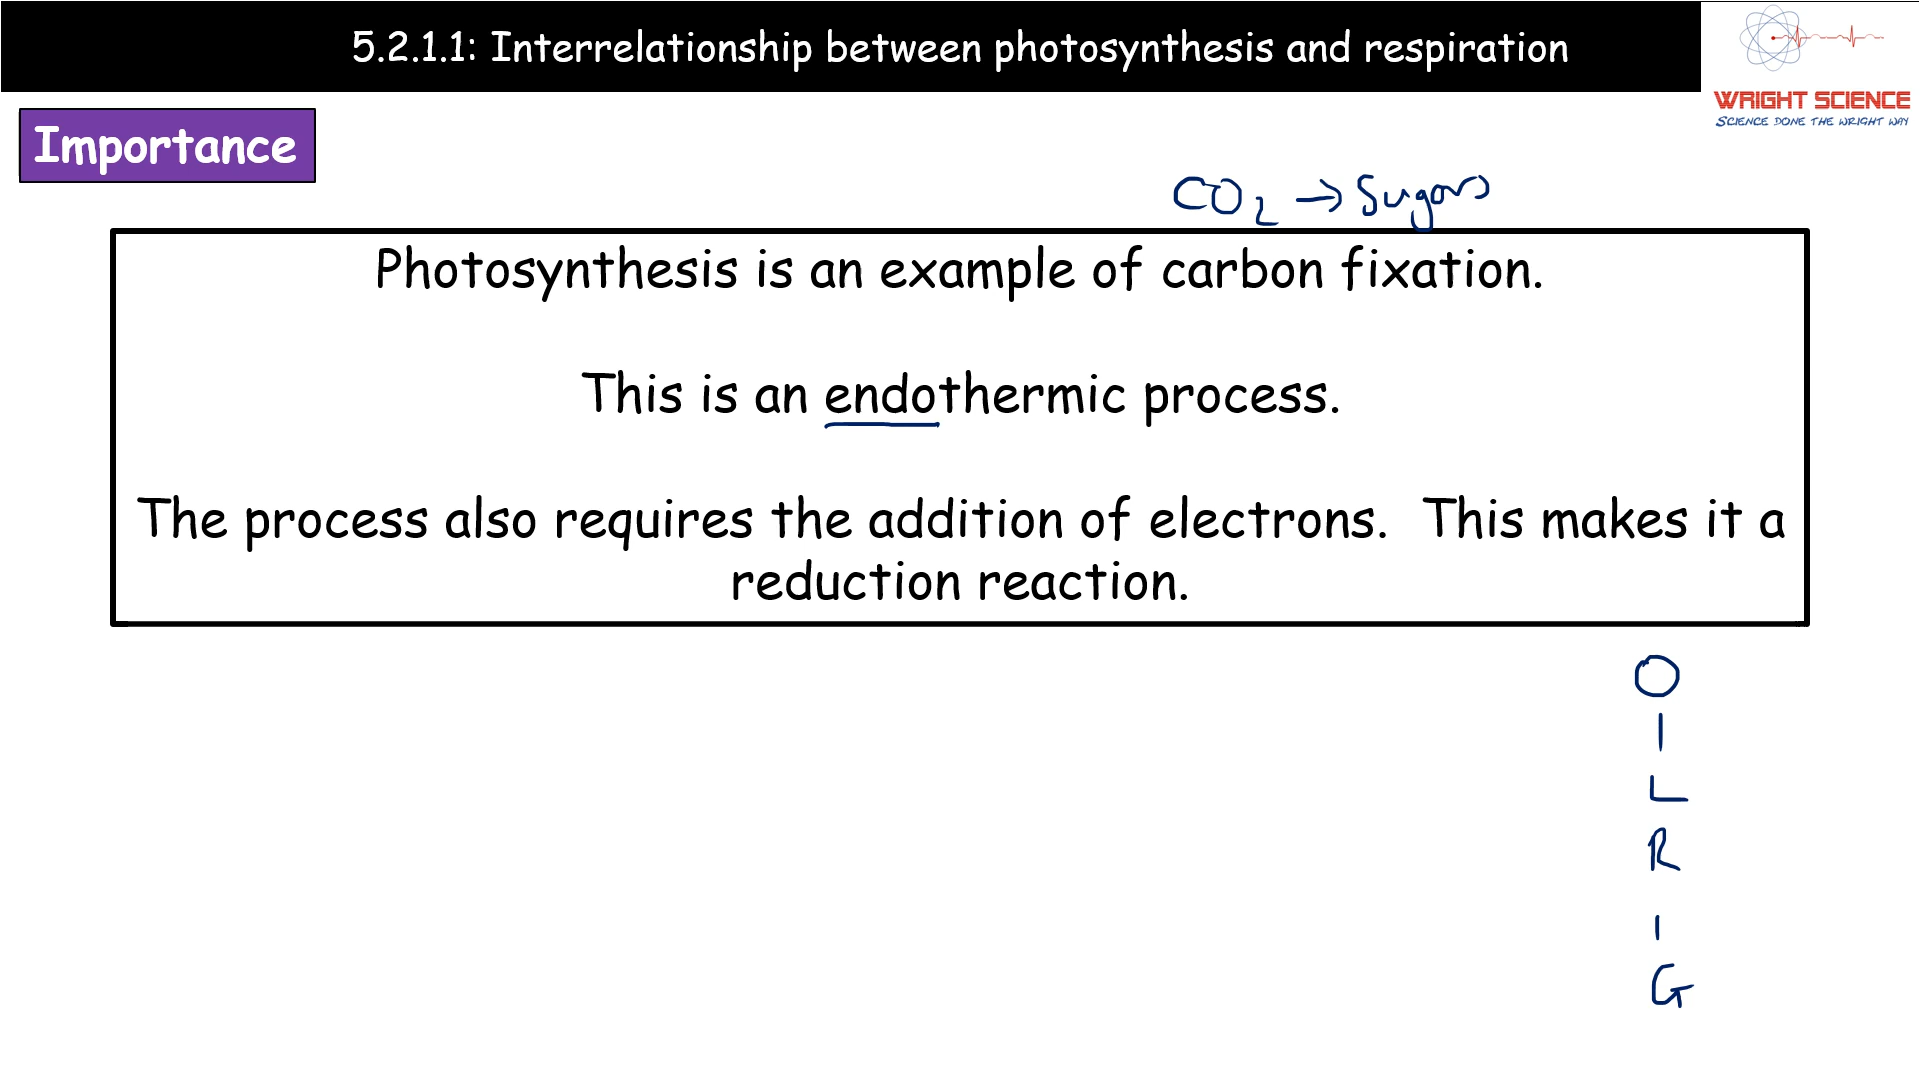 5.2.1.1: Interrelationship between photosynthesis and respiration
WRIGHT SCIENCE
SCIENCE DONE THE WRIGHT WAY
Importance
CO₂ → Sugars
Photosynthesis is an example of carbon fixation.
This is an endothermic process.
The process also requires the addition of electrons. This makes it a
reduction reaction.
O
I
L
R
I
G